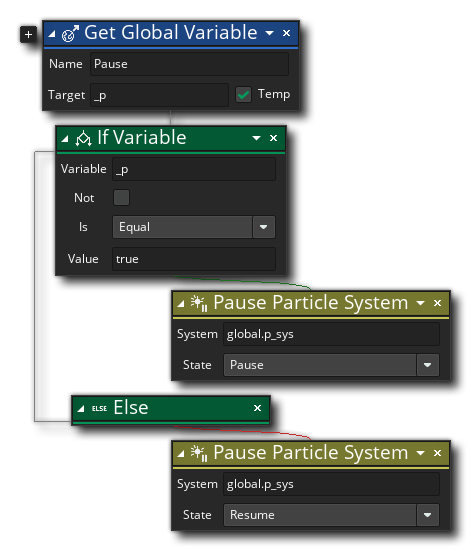 Get Global Variable
Name Pause
Target _p Temp
If Variable
Variable _p
Not
Is Equal
Value true
Pause Particle System
System global.p_sys
State Pause
ELSE Else
Pause Particle System
System global.p_sys
State Resume